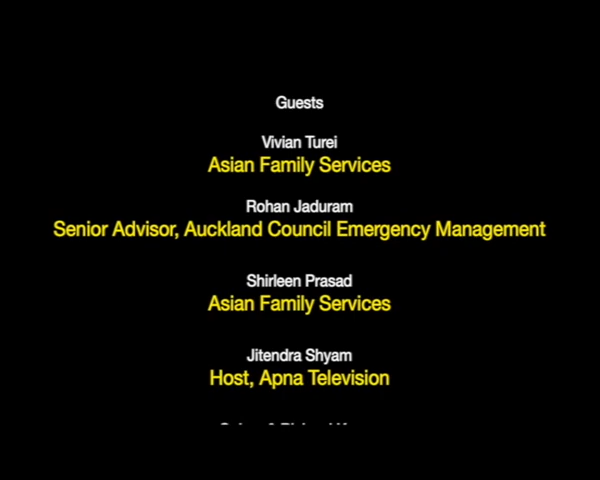 Guests
Vivian Turei
Asian Family Services
Rohan Jaduram
Senior Advisor, Auckland Council Emergency Management
Shirleen Prasad
Asian Family Services
Jitendra Shyam
Host, Apna Television